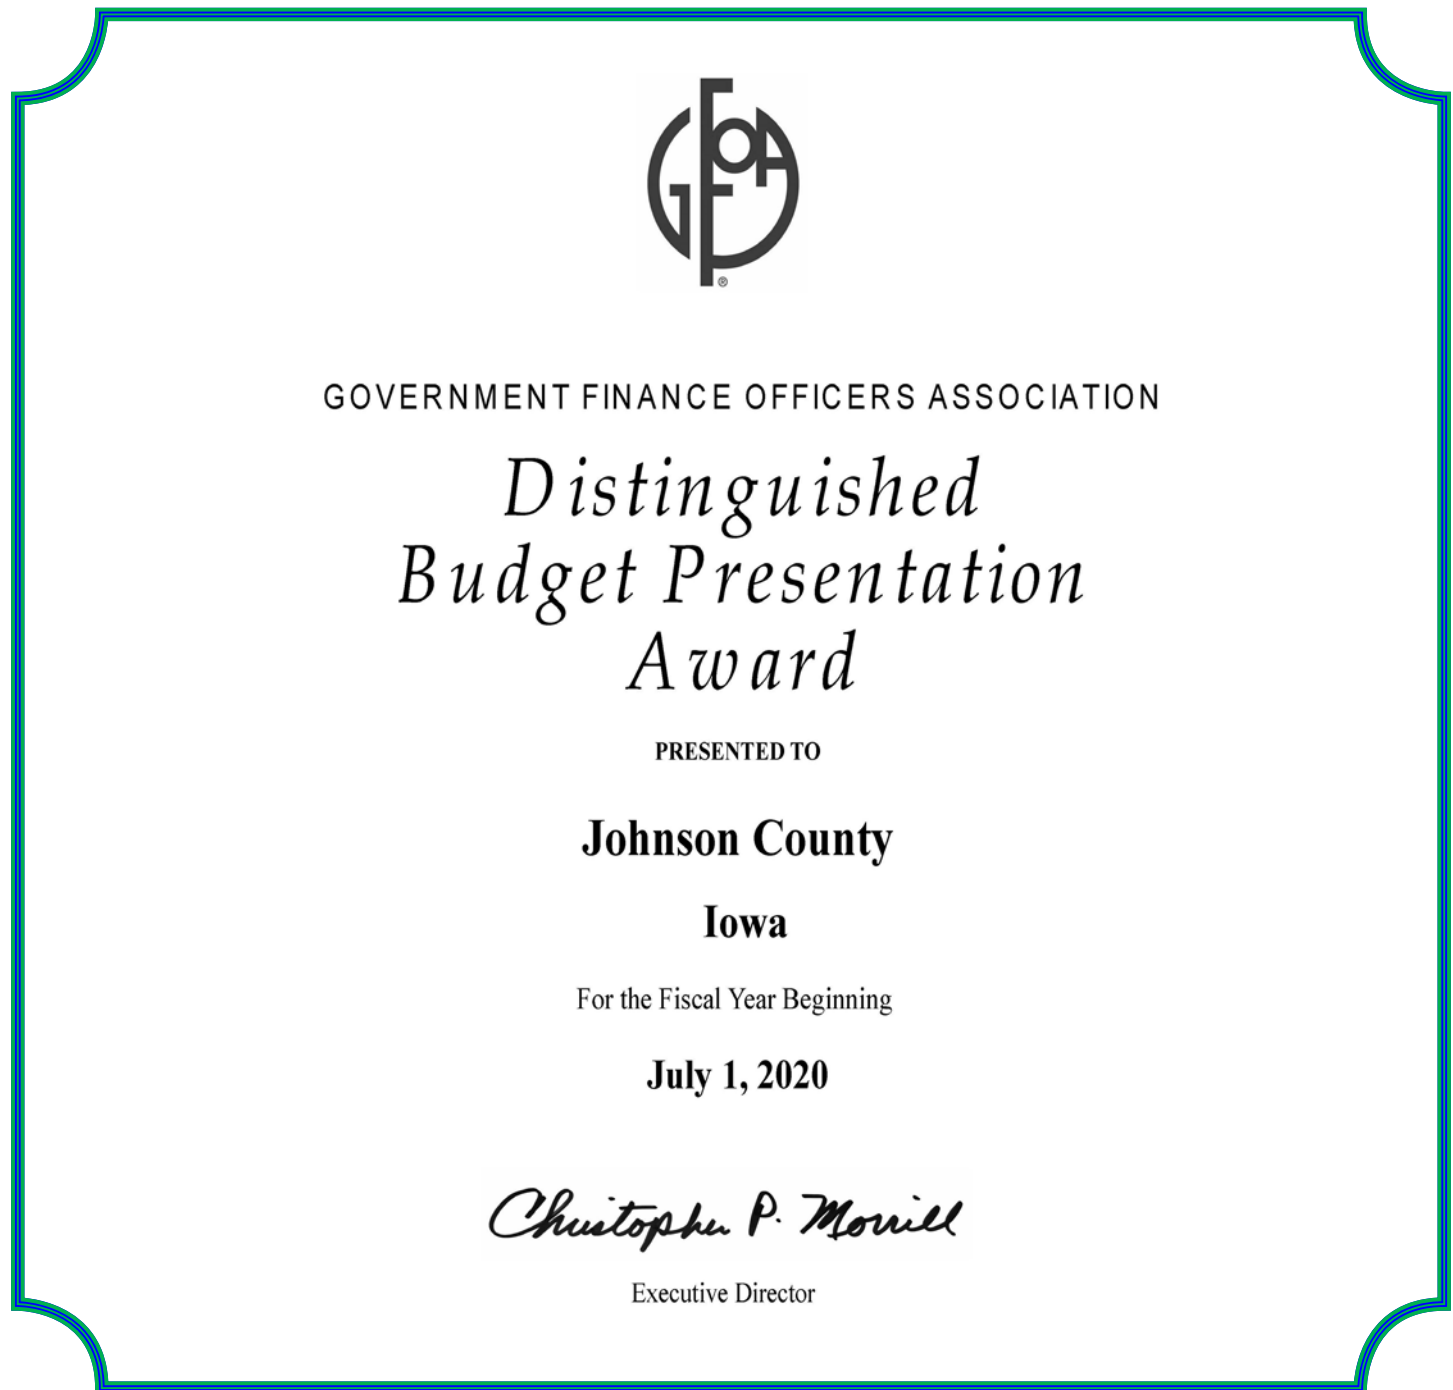 GFOA
®
GOVERNMENT FINANCE OFFICERS ASSOCIATION
Distinguished
Budget Presentation
Award
PRESENTED TO
Johnson County
Iowa
For the Fiscal Year Beginning
July 1, 2020
Christopher P. Morrill
Executive Director